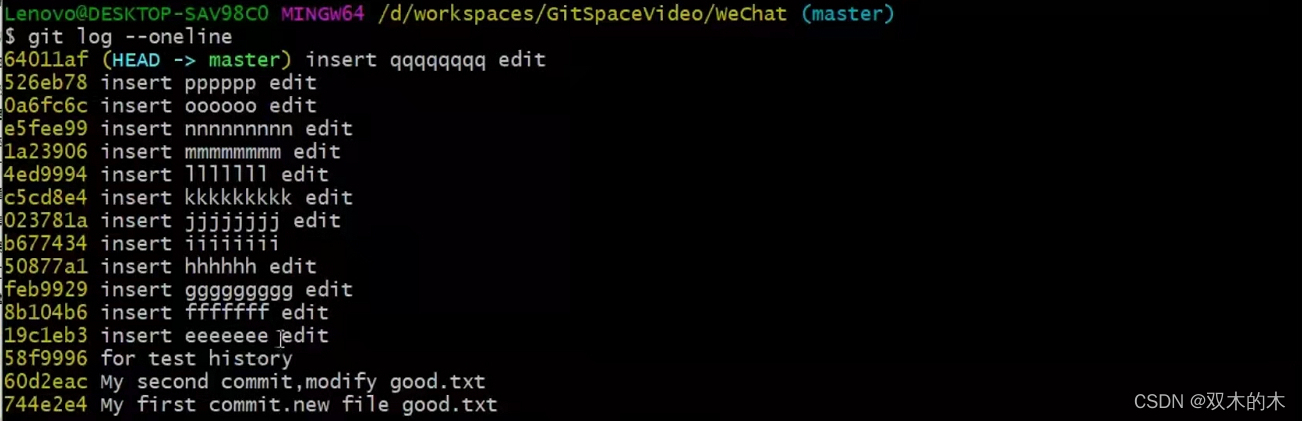 Lenovo@DESKTOP-SAV98C0 MINGW64 /d/workspaces/GitSpaceVideo/WeChat (master)
$ git log --oneline
64011af (HEAD -> master) insert qqqqqqqq edit
526eb78 insert pppppp edit
0a6fc6c insert oooooo edit
e5fee99 insert nnnnnnnnn edit
1a23906 insert mmmmmmmm edit
4ed9994 insert lllllll edit
c5cd8e4 insert kkkkkkkkk edit
023781a insert jjjjjjjj edit
b677434 insert iiiiiiii
50877a1 insert hhhhhh edit
feb9929 insert ggggggggg edit
8b104b6 insert fffffff edit
19c1eb3 insert eeeeeee edit
58f9996 for test history
60d2eac My second commit,modify good.txt
744e2e4 My first commit.new file good.txt
CSDN @双木的木